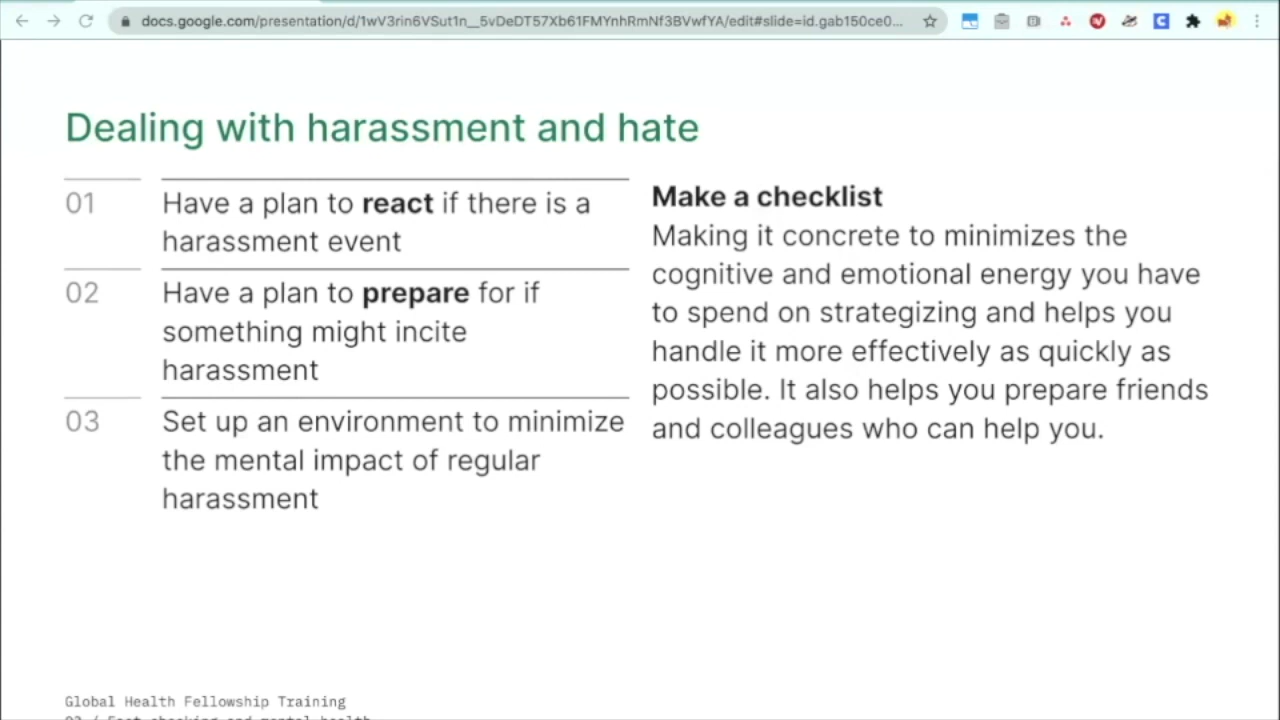 docs.google.com/presentation/d/1wV3rin6VSut1n__5vDeDT57Xb61FMYnhRmNf3BVwfYA/edit#slide=id.gab150ce0...
Dealing with harassment and hate
01
Have a plan to react if there is a
harassment event
02
Have a plan to prepare for if
something might incite
harassment
03
Set up an environment to minimize
the mental impact of regular
harassment
Make a checklist
Making it concrete to minimizes the
cognitive and emotional energy you have
to spend on strategizing and helps you
handle it more effectively as quickly as
possible. It also helps you prepare friends
and colleagues who can help you.
Global Health Fellowship Training